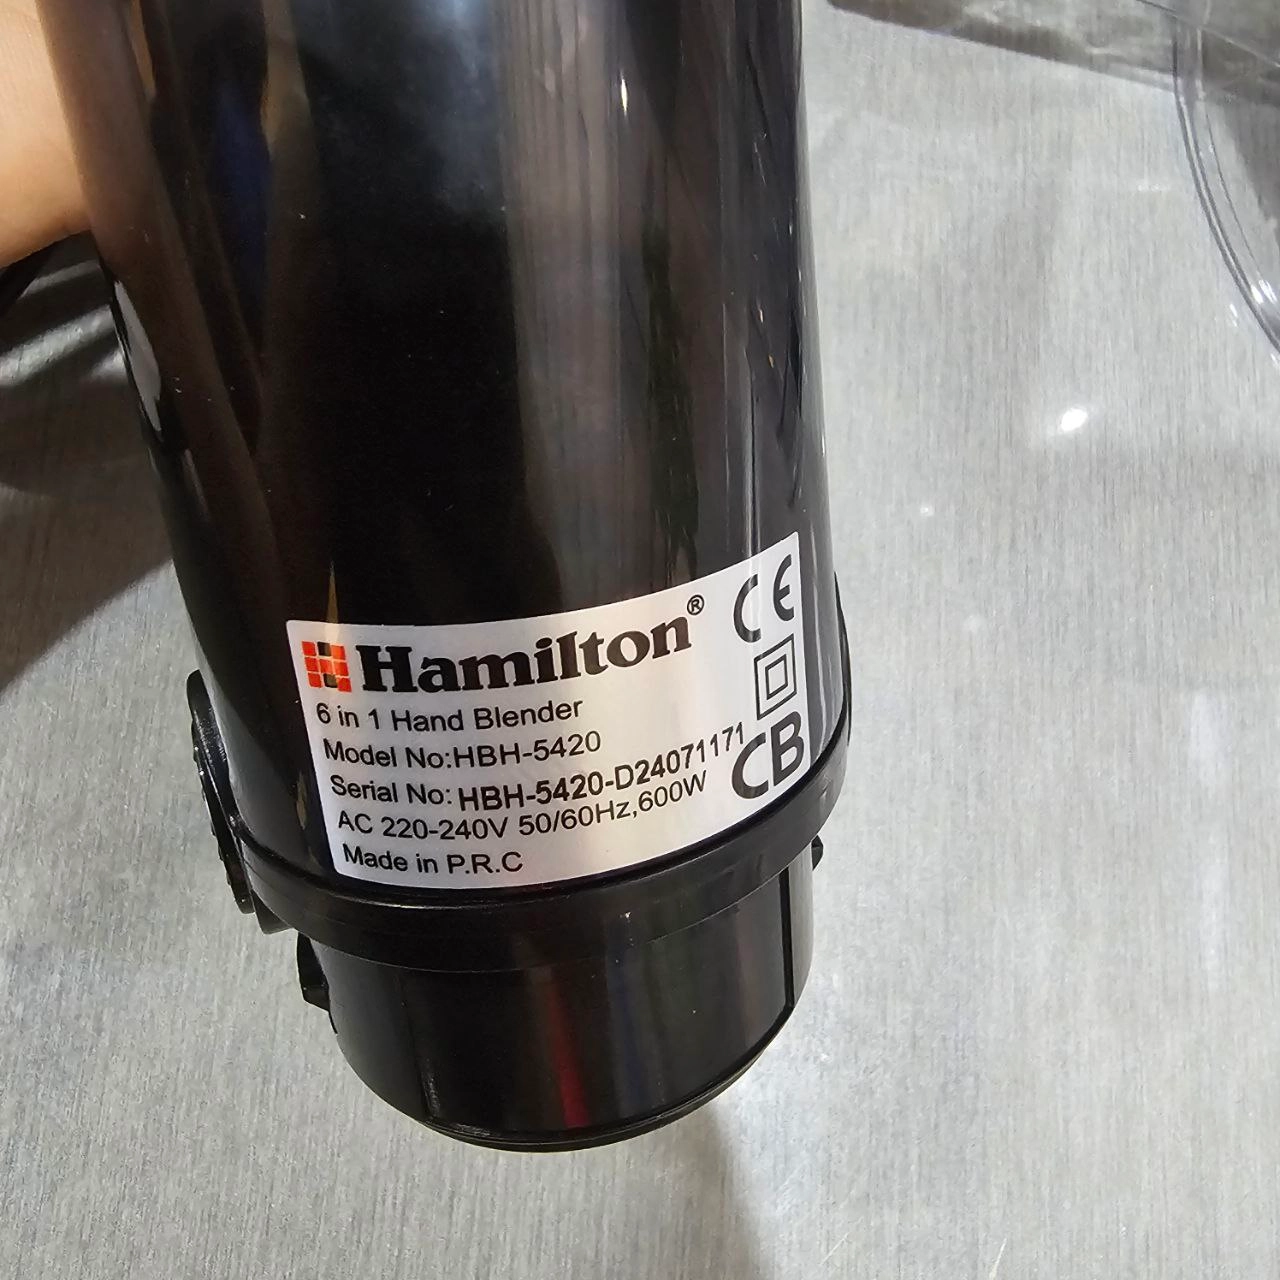 Hamilton®
CE
6 in 1 Hand Blender
Model No:HBH-5420
Serial No: HBH-5420-D24071171
CB
AC 220-240V 50/60Hz,600W
Made in P.R.C